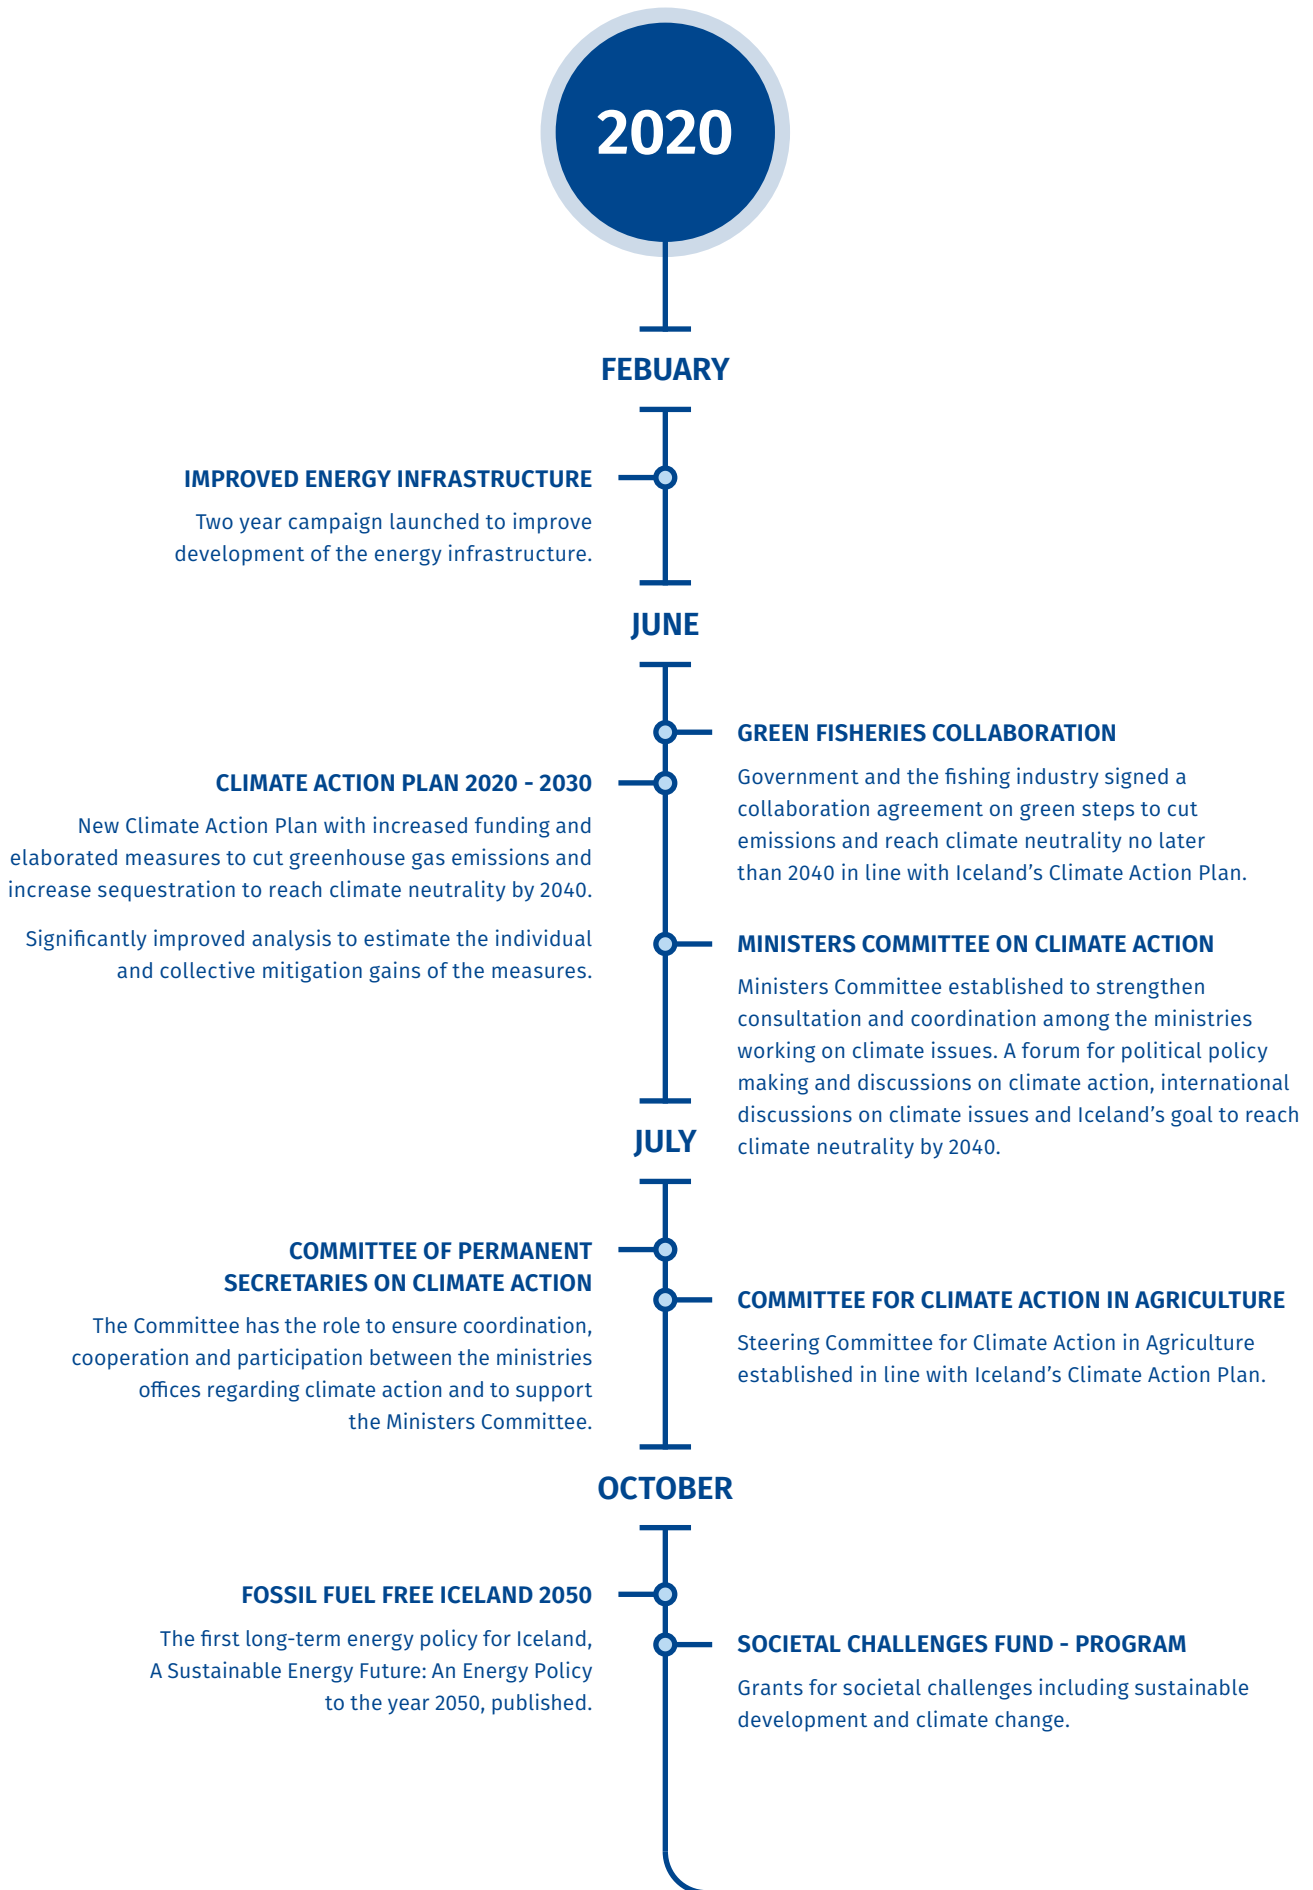 2020
FEBUARY
IMPROVED ENERGY INFRASTRUCTURE
Two year campaign launched to improve
development of the energy infrastructure.
JUNE
GREEN FISHERIES COLLABORATION
Government and the fishing industry signed a
collaboration agreement on green steps to cut
emissions and reach climate neutrality no later
than 2040 in line with Iceland’s Climate Action Plan.
CLIMATE ACTION PLAN 2020 - 2030
New Climate Action Plan with increased funding and
elaborated measures to cut greenhouse gas emissions and
increase sequestration to reach climate neutrality by 2040.
Significantly improved analysis to estimate the individual
and collective mitigation gains of the measures.
MINISTERS COMMITTEE ON CLIMATE ACTION
Ministers Committee established to strengthen
consultation and coordination among the ministries
working on climate issues. A forum for political policy
making and discussions on climate action, international
discussions on climate issues and Iceland’s goal to reach
climate neutrality by 2040.
JULY
COMMITTEE OF PERMANENT
SECRETARIES ON CLIMATE ACTION
The Committee has the role to ensure coordination,
cooperation and participation between the ministries
offices regarding climate action and to support
the Ministers Committee.
COMMITTEE FOR CLIMATE ACTION IN AGRICULTURE
Steering Committee for Climate Action in Agriculture
established in line with Iceland’s Climate Action Plan.
OCTOBER
FOSSIL FUEL FREE ICELAND 2050
The first long-term energy policy for Iceland,
A Sustainable Energy Future: An Energy Policy
to the year 2050, published.
SOCIETAL CHALLENGES FUND - PROGRAM
Grants for societal challenges including sustainable
development and climate change.